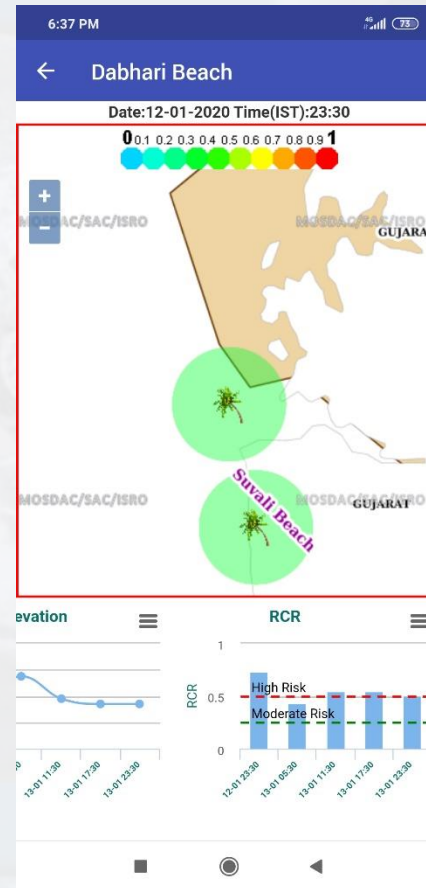 6:37 PM
4G
73
Dabhari Beach
Date:12-01-2020 Time(IST):23:30
0 0.1 0.2 0.3 0.4 0.5 0.6 0.7 0.8 0.9 1
+
MOSDAC/SAC/ISRO
MOSDAC/SAC/ISRO
GUJARA
−
Suvali Beach
MOSDAC/SAC/ISRO
MOSDAC/SAC/ISRO
GUJARAT
evation
RCR
1
High Risk
RCR
0.5
Moderate Risk
0
13-01 11:30
13-01 17:30
13-01 23:30
12-01 23:30
13-01 05:30
13-01 11:30
13-01 17:30
13-01 23:30